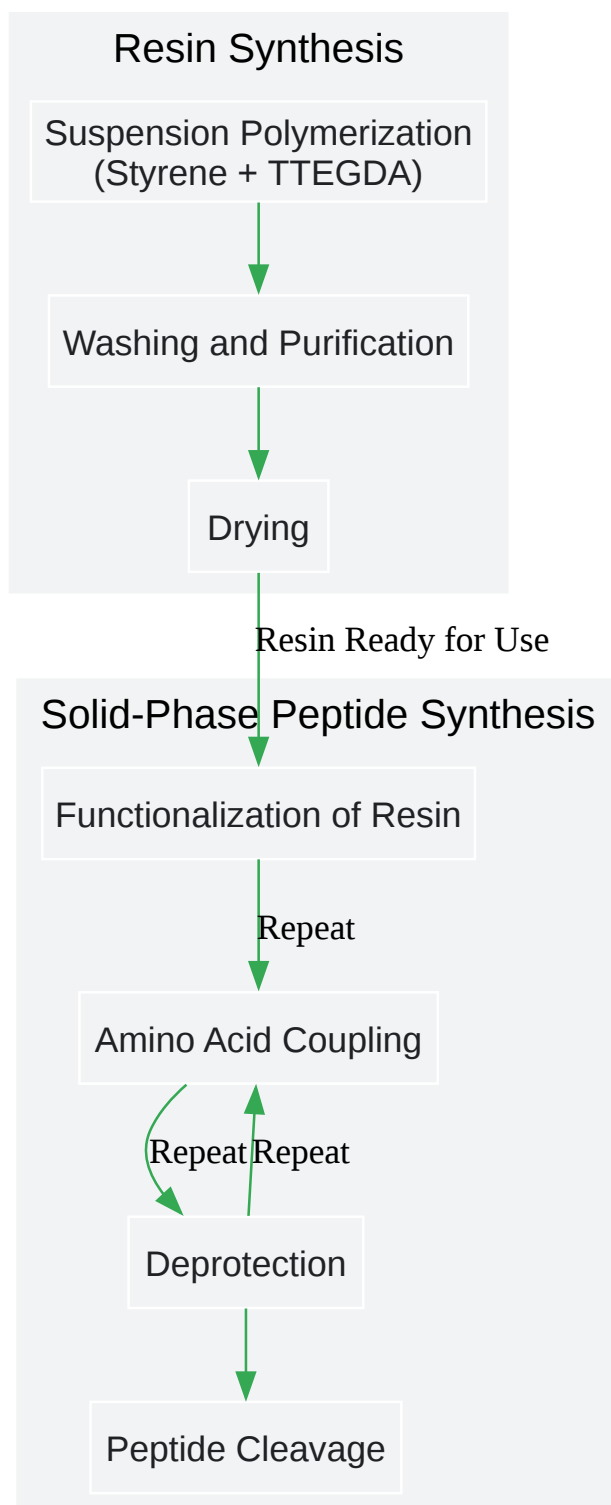 Resin Synthesis
Suspension Polymerization
(Styrene + TTEGDA)
Washing and Purification
Drying
Resin Ready for Use
Solid-Phase Peptide Synthesis
Functionalization of Resin
Repeat
Amino Acid Coupling
Repeat Repeat
Deprotection
Peptide Cleavage